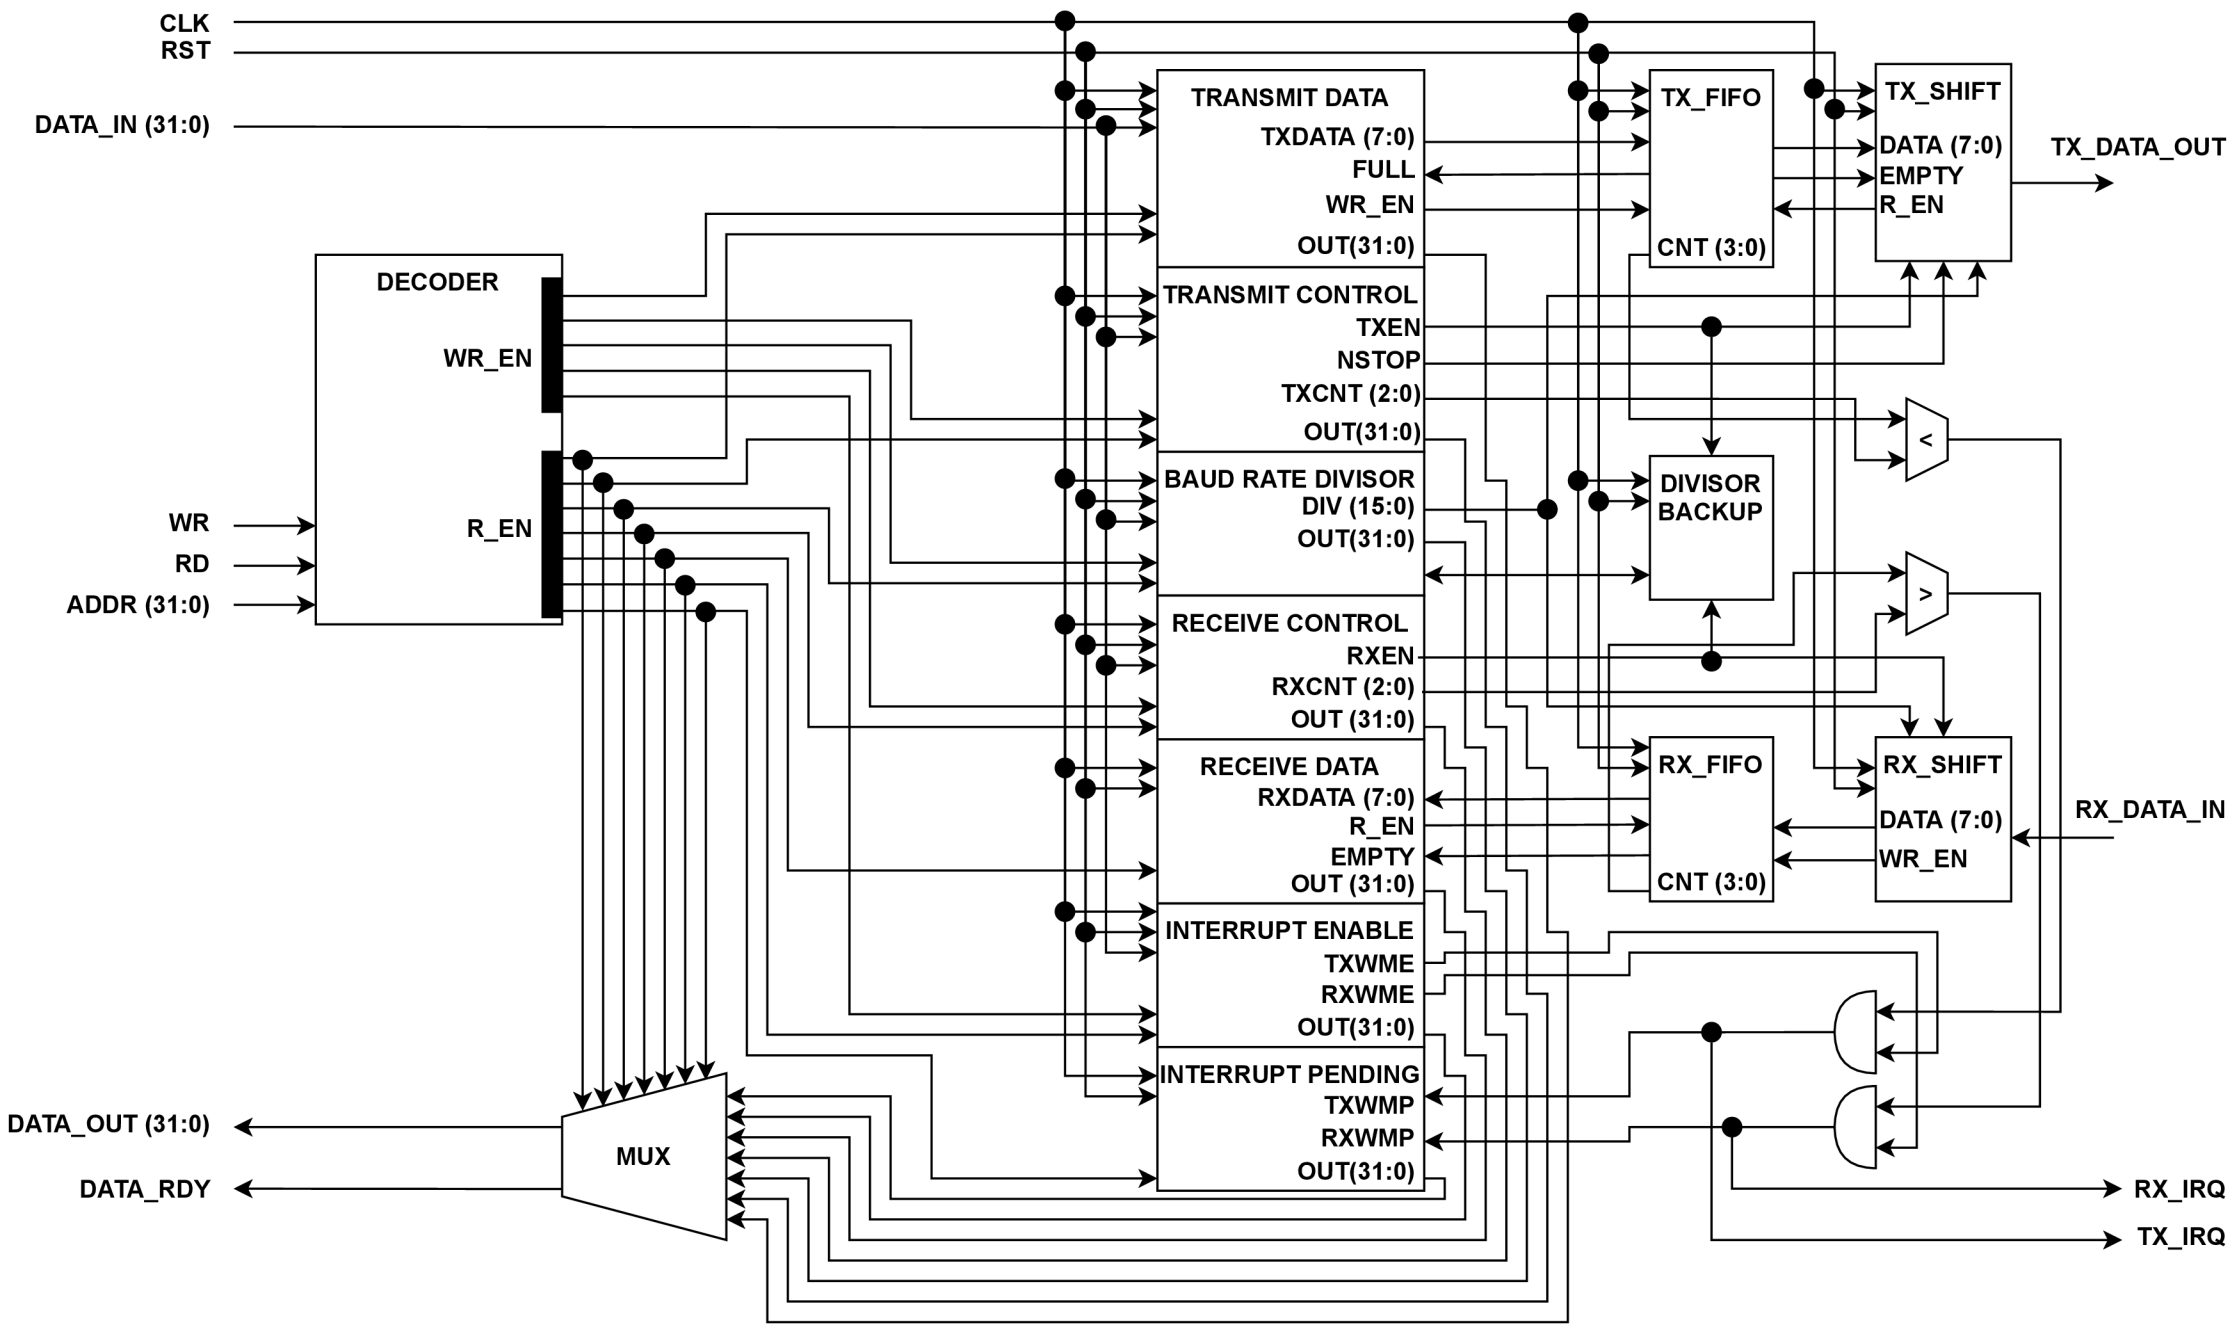 CLK
RST
DATA_IN (31:0)
DECODER
WR_EN
R_EN
WR
RD
ADDR (31:0)
TRANSMIT DATA
TXDATA (7:0)
FULL
WR_EN
OUT(31:0)
TRANSMIT CONTROL
TXEN
NSTOP
TXCNT (2:0)
OUT(31:0)
BAUD RATE DIVISOR
DIV (15:0)
OUT(31:0)
RECEIVE CONTROL
RXEN
RXCNT (2:0)
OUT (31:0)
RECEIVE DATA
RXDATA (7:0)
R_EN
EMPTY
OUT (31:0)
INTERRUPT ENABLE
TXWME
RXWME
OUT(31:0)
INTERRUPT PENDING
TXWMP
RXWMP
OUT(31:0)
TX_FIFO
CNT (3:0)
TX_SHIFT
DATA (7:0)
EMPTY
R_EN
TX_DATA_OUT
<
DIVISOR
BACKUP
>
RX_FIFO
CNT (3:0)
RX_SHIFT
DATA (7:0)
WR_EN
RX_DATA_IN
MUX
DATA_OUT (31:0)
DATA_RDY
RX_IRQ
TX_IRQ